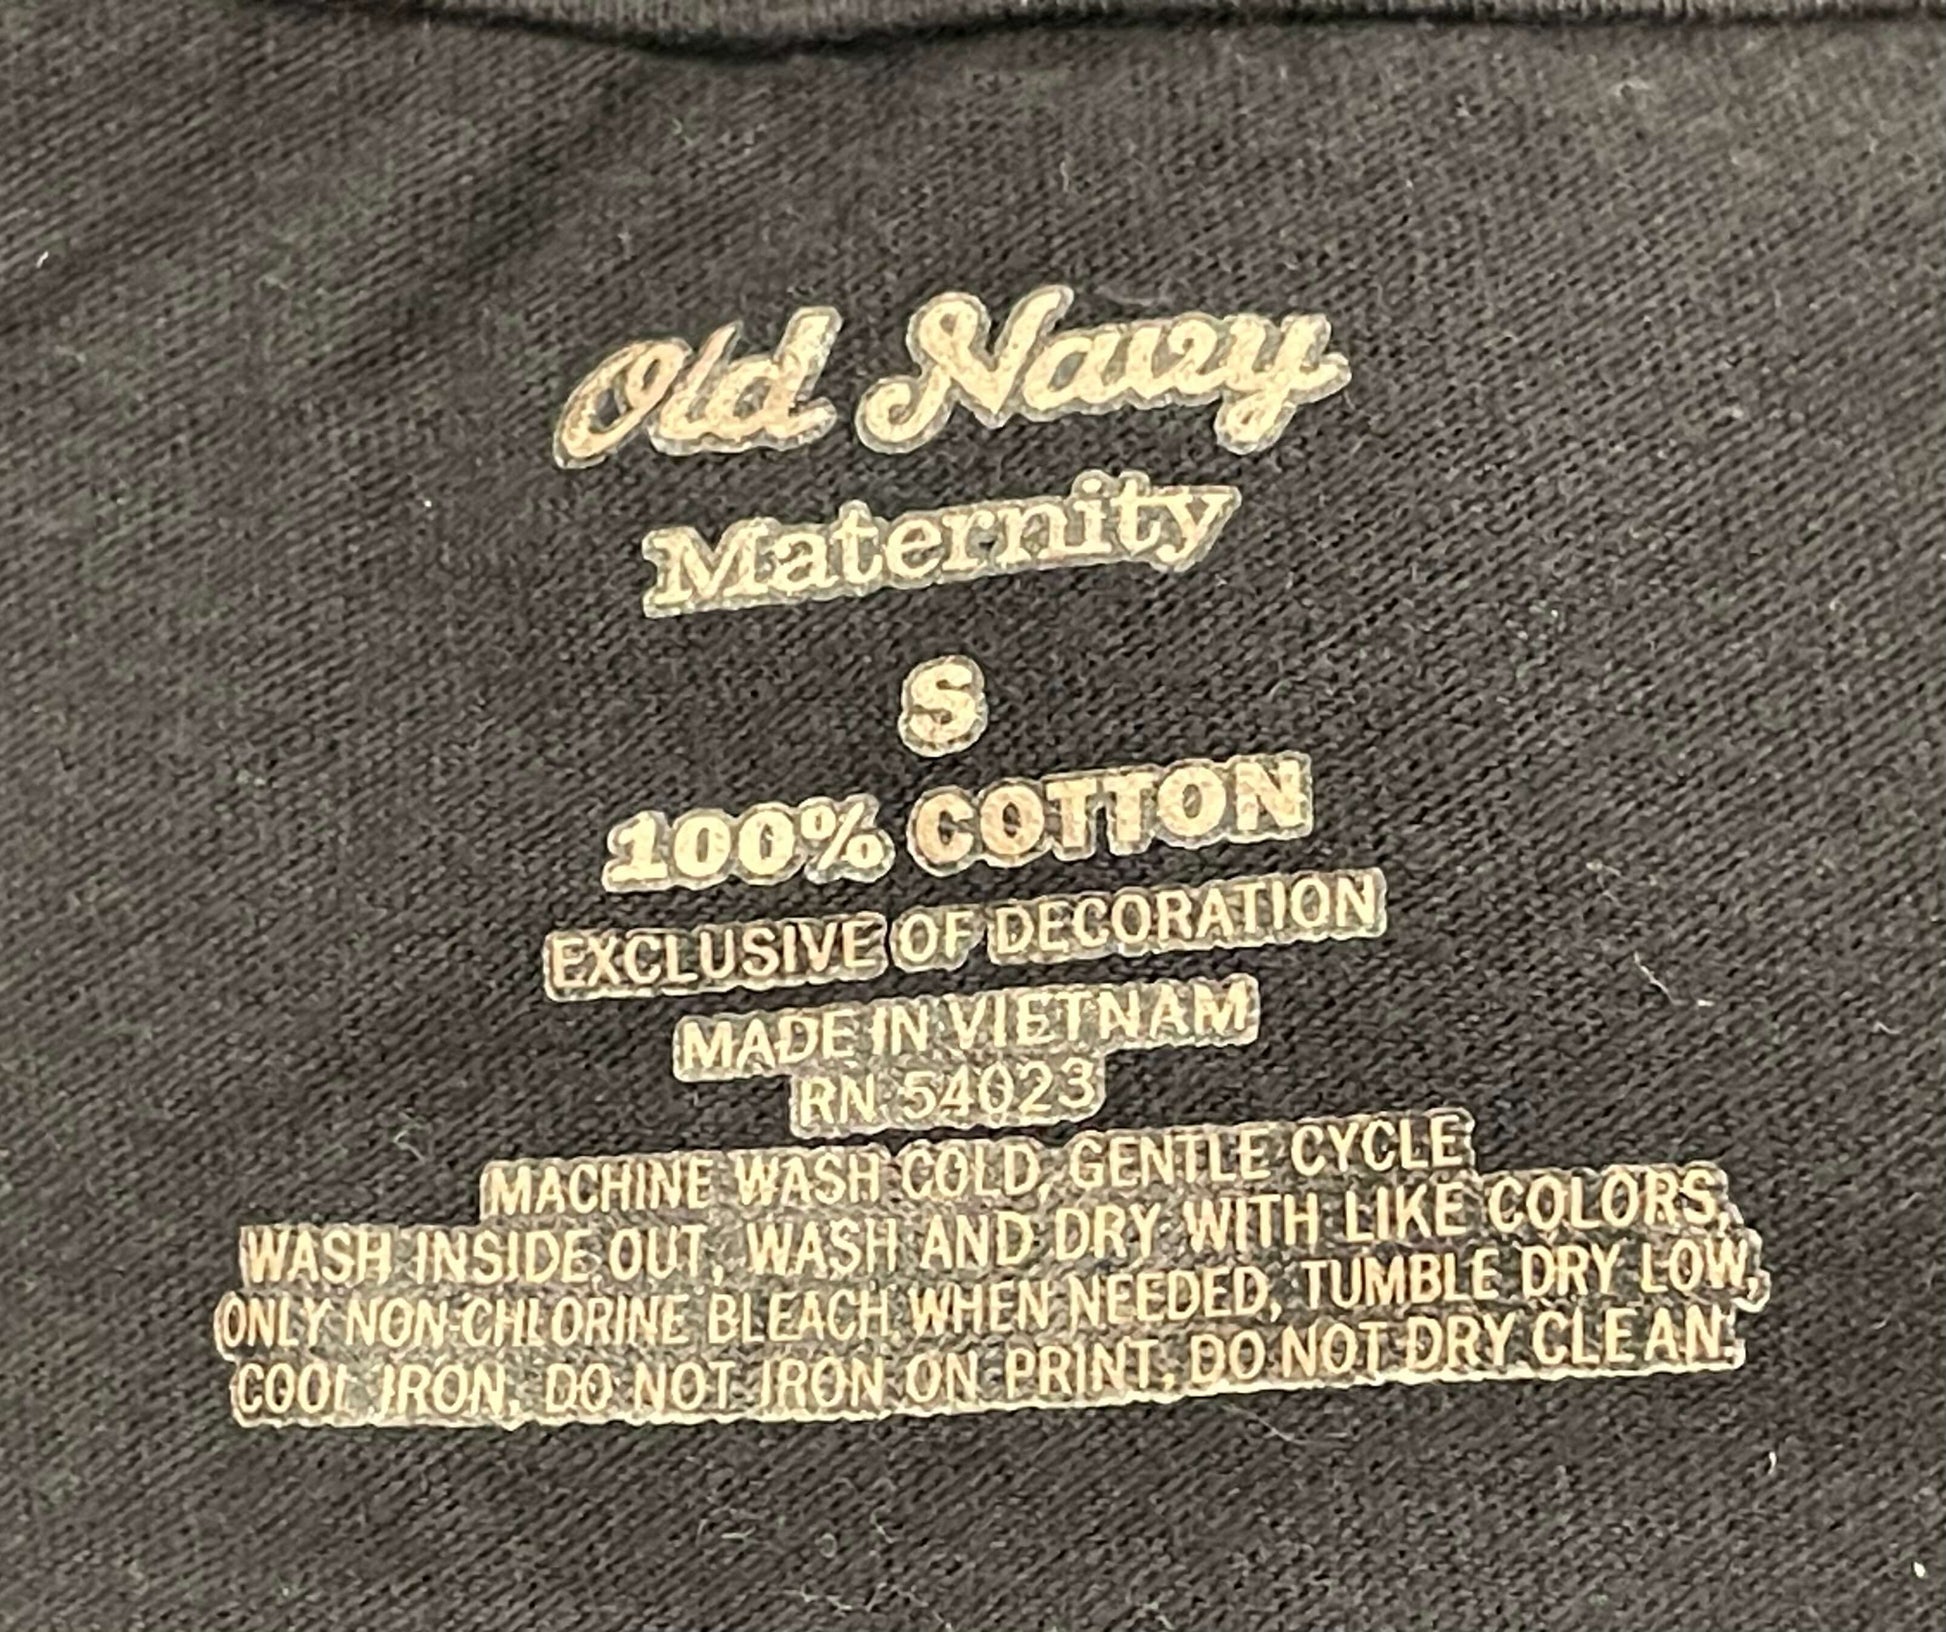 Old Navy
Maternity
S
100% COTTON
EXCLUSIVE OF DECORATION
MADE IN VIETNAM
RN 54023
MACHINE WASH COLD, GENTLE CYCLE
WASH INSIDE OUT, WASH AND DRY WITH LIKE COLORS,
ONLY NON-CHLORINE BLEACH WHEN NEEDED, TUMBLE DRY LOW,
COOL IRON, DO NOT IRON ON PRINT, DO NOT DRY CLEAN.